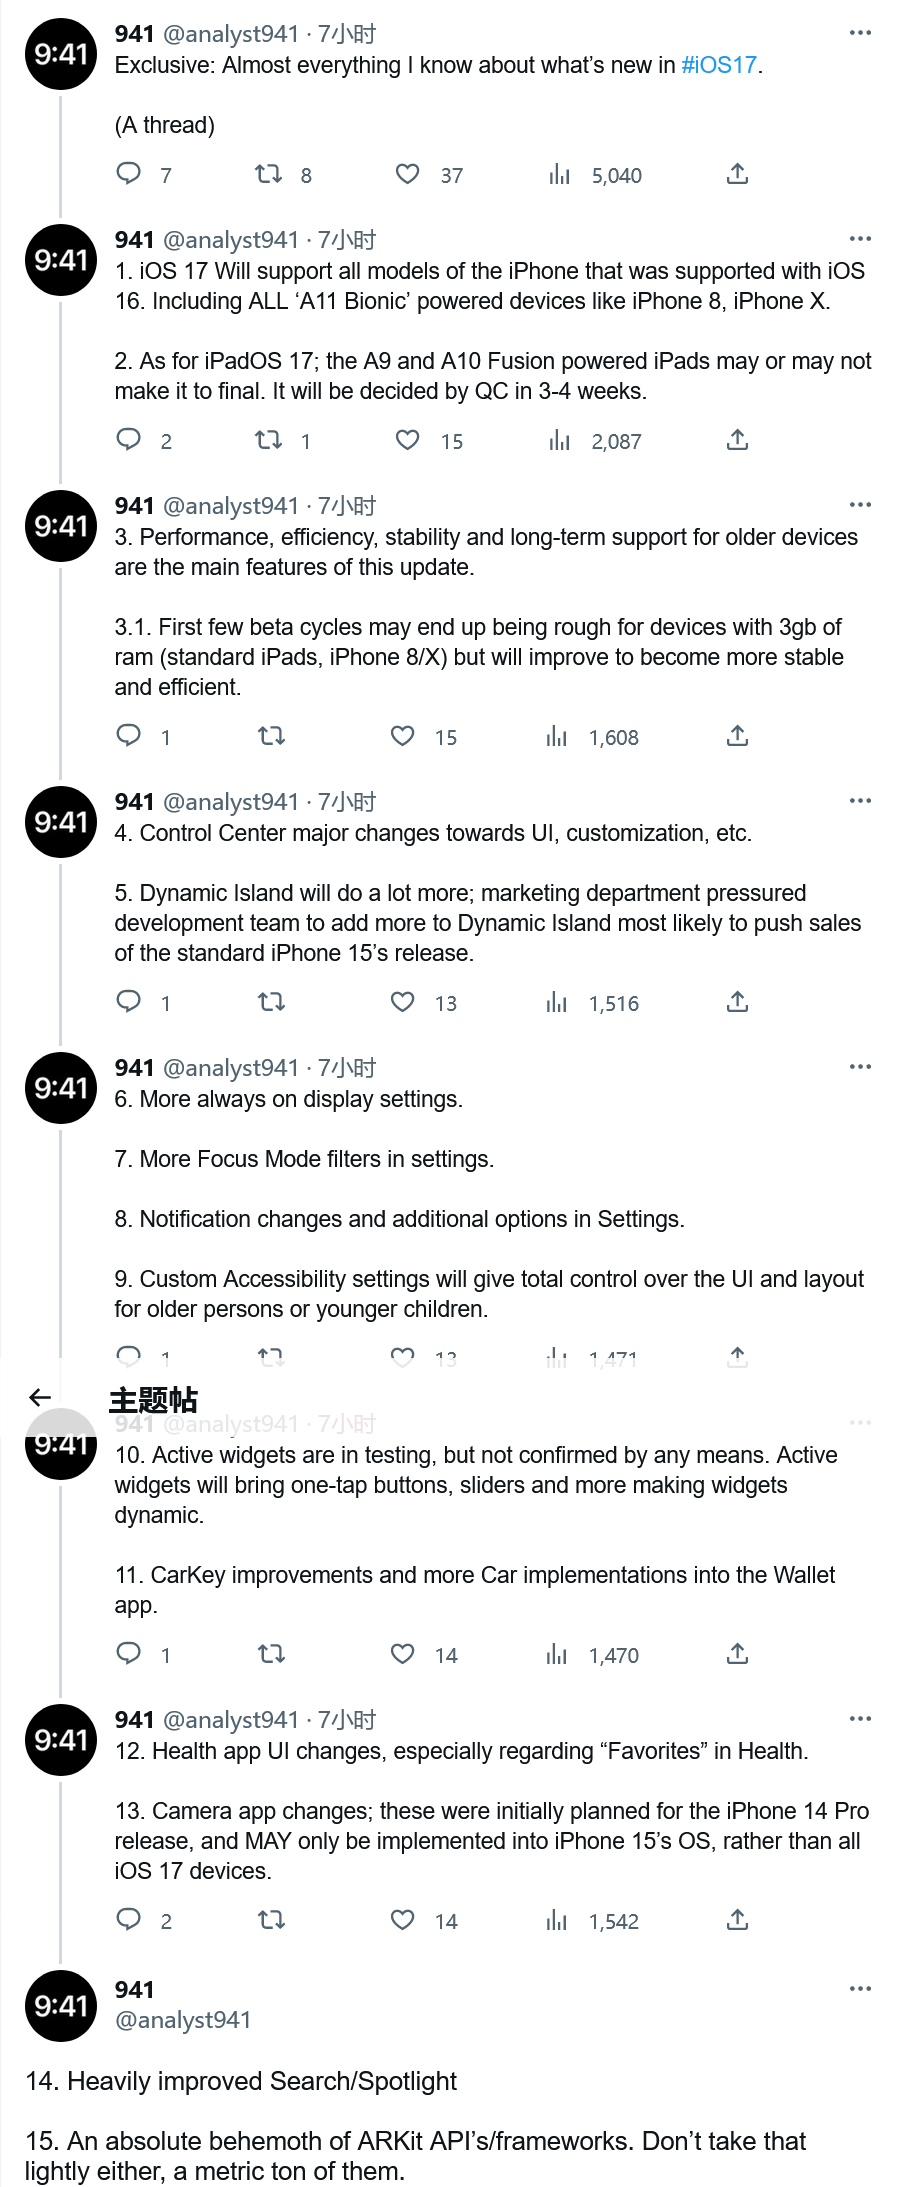 9:41
941 @analyst941 · 7小时
Exclusive: Almost everything I know about what’s new in #iOS17.
(A thread)
7 8 37 5,040
9:41
941 @analyst941 · 7小时
1. iOS 17 Will support all models of the iPhone that was supported with iOS
16. Including ALL ‘A11 Bionic’ powered devices like iPhone 8, iPhone X.
2. As for iPadOS 17; the A9 and A10 Fusion powered iPads may or may not
make it to final. It will be decided by QC in 3-4 weeks.
2 1 15 2,087
9:41
941 @analyst941 · 7小时
3. Performance, efficiency, stability and long-term support for older devices
are the main features of this update.
3.1. First few beta cycles may end up being rough for devices with 3gb of
ram (standard iPads, iPhone 8/X) but will improve to become more stable
and efficient.
1 15 1,608
9:41
941 @analyst941 · 7小时
4. Control Center major changes towards UI, customization, etc.
5. Dynamic Island will do a lot more; marketing department pressured
development team to add more to Dynamic Island most likely to push sales
of the standard iPhone 15’s release.
1 13 1,516
9:41
941 @analyst941 · 7小时
6. More always on display settings.
7. More Focus Mode filters in settings.
8. Notification changes and additional options in Settings.
9. Custom Accessibility settings will give total control over the UI and layout
for older persons or younger children.
1 13 1,471
主题帖
9:41
941 @analyst941 · 7小时
10. Active widgets are in testing, but not confirmed by any means. Active
widgets will bring one-tap buttons, sliders and more making widgets
dynamic.
11. CarKey improvements and more Car implementations into the Wallet
app.
1 14 1,470
9:41
941 @analyst941 · 7小时
12. Health app UI changes, especially regarding “Favorites” in Health.
13. Camera app changes; these were initially planned for the iPhone 14 Pro
release, and MAY only be implemented into iPhone 15’s OS, rather than all
iOS 17 devices.
2 14 1,542
9:41
941
@analyst941
14. Heavily improved Search/Spotlight
15. An absolute behemoth of ARKit API’s/frameworks. Don’t take that
lightly either, a metric ton of them.